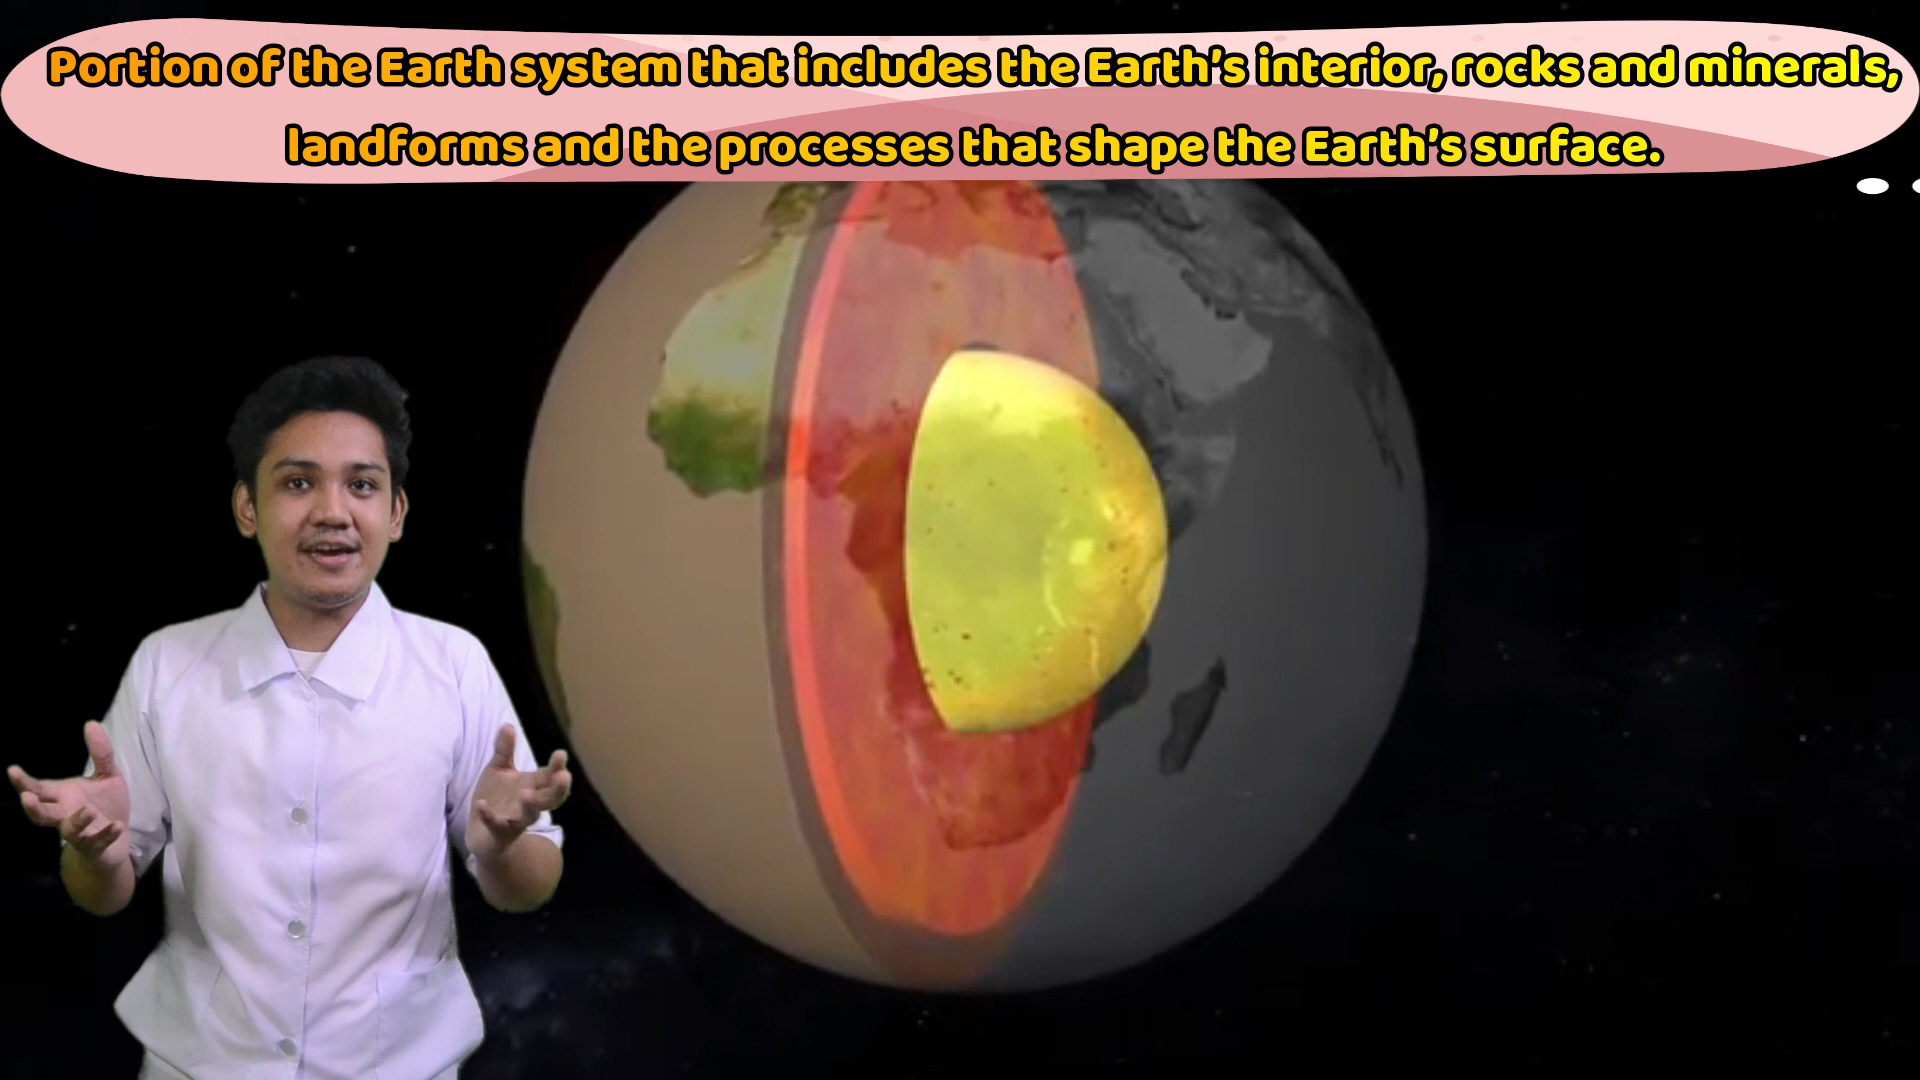 Portion of the Earth system that includes the Earth's interior, rocks and minerals,
landforms and the processes that shape the Earth's surface.